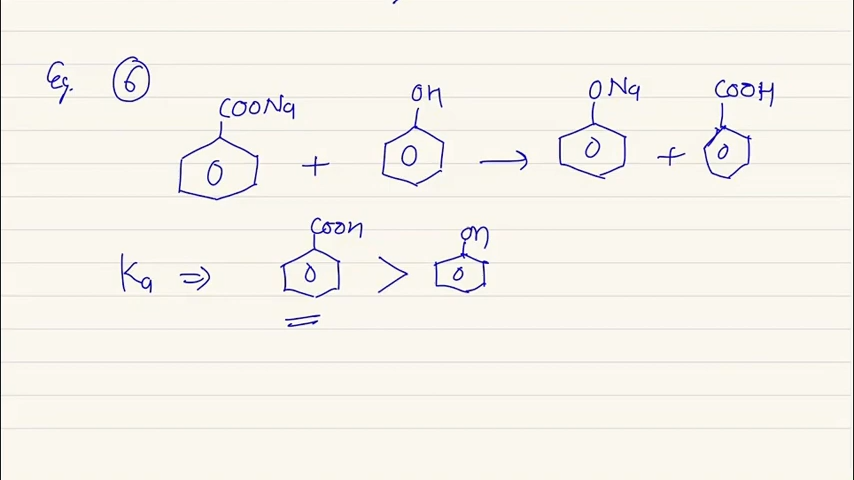 Eg. 6
COONa + OH → ONa + COOH
Ka ⇒ COOH > OH